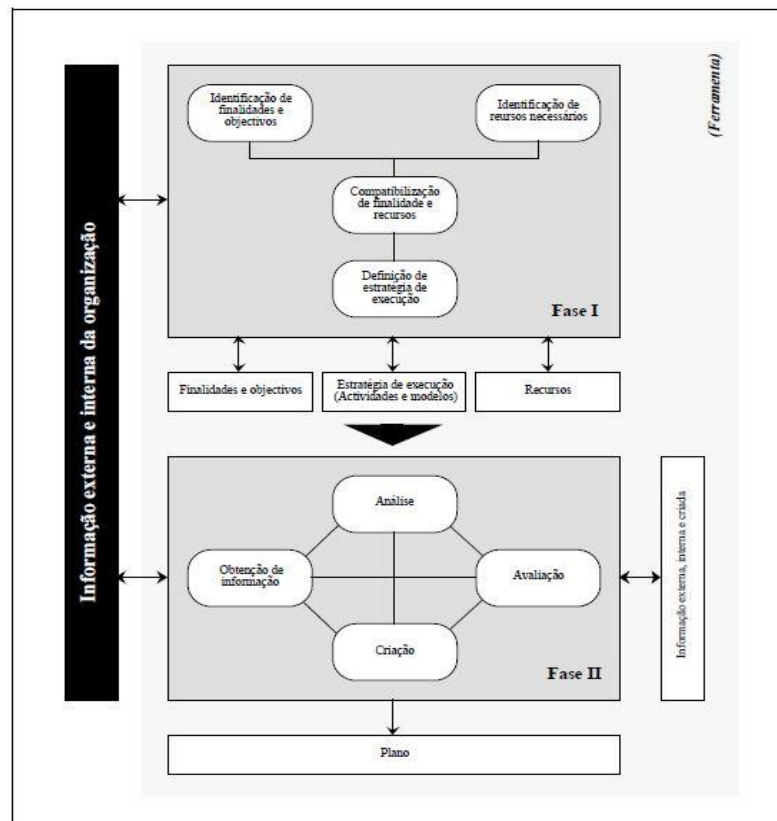 (Ferramenta)
Informação externa e interna da organização
Identificação de
finalidades e
objectivos
Identificação de
reursos necessários
Compatibilização
de finalidade e
recursos
Definição de
estratégia de
execução
Fase I
Finalidades e objectivos
Estratégia de execução
(Actividades e modelos)
Recursos
Análise
Obtenção de
informação
Avaliação
Criação
Fase II
Informação externa, interna e criada
Plano